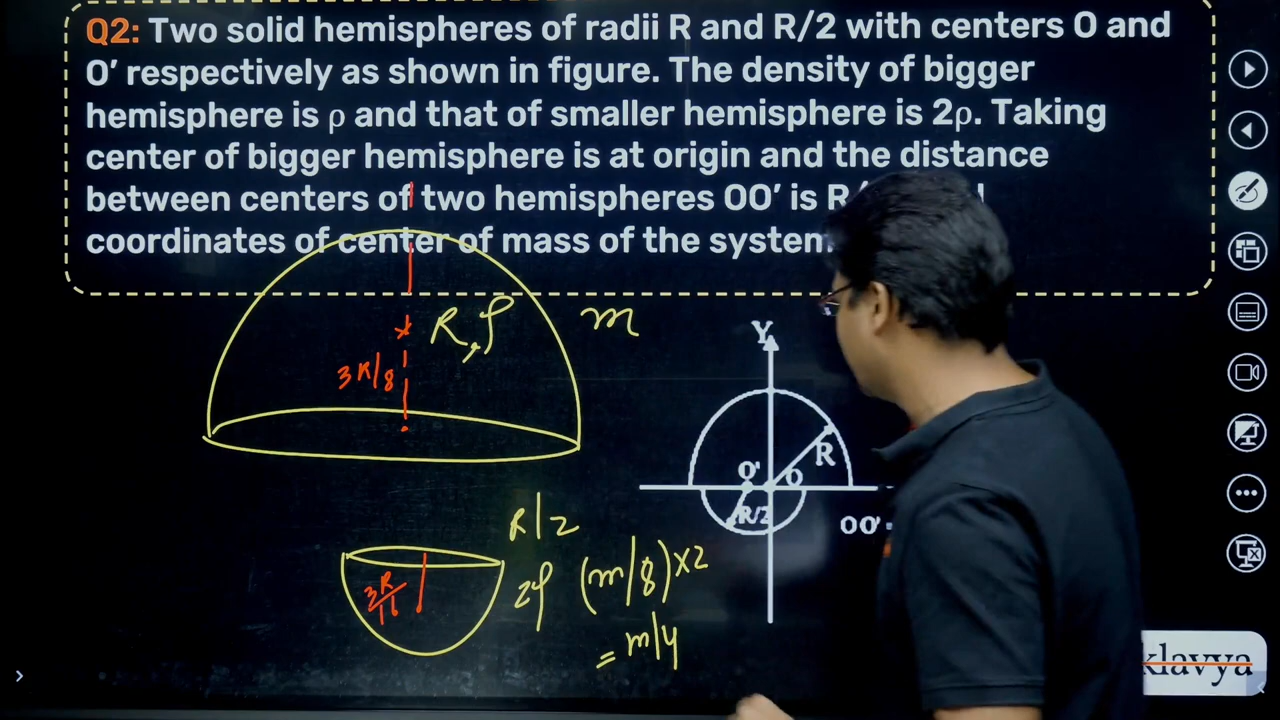 Q2: Two solid hemispheres of radii R and R/2 with centers O and
O′ respectively as shown in figure. The density of bigger
hemisphere is ρ and that of smaller hemisphere is 2ρ. Taking
center of bigger hemisphere is at origin and the distance
between centers of two hemispheres OO′ is R/
coordinates of center of mass of the system
R,ρ
m
3R/8
Y
R
O'
O
R/2
OO'
R/2
3R/16
2ρ
(m/8)×2
= m/4
klavya